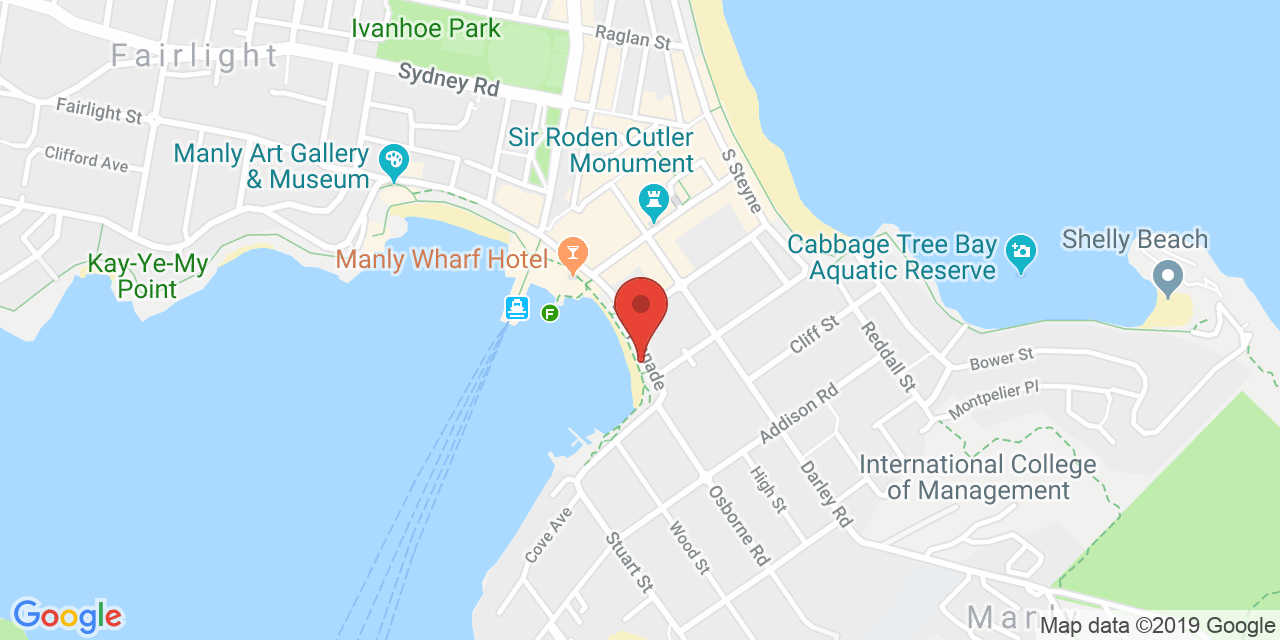 Ivanhoe Park
Raglan St
Fairlight
Sydney Rd
Fairlight St
Clifford Ave
Sir Roden Cutler
Monument
Manly Art Gallery
& Museum
S Steyne
Cabbage Tree Bay
Aquatic Reserve
Shelly Beach
Manly Wharf Hotel
Kay-Ye-My
Point
F
Cliff St
Reddall St
Bower St
Montpelier Pl
Addison Rd
International College
of Management
Darley Rd
High St
Osborne Rd
Wood St
Cove Ave
Stuart St
Manly
Google
Map data ©2019 Google